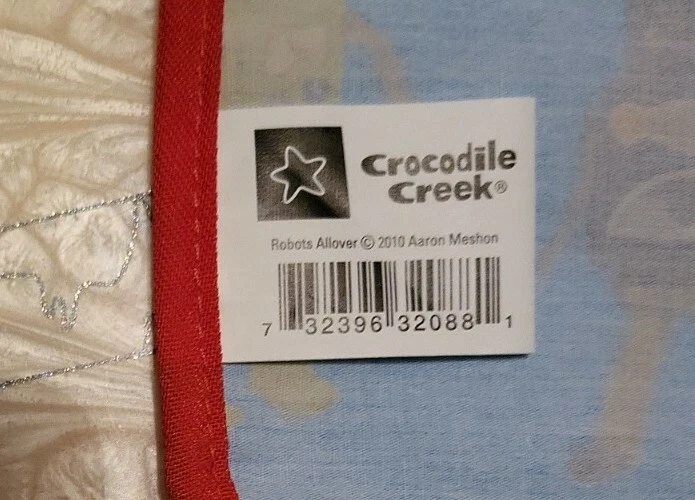 Crocodile
Creek®
Robots Allover © 2010 Aaron Meshon
7 32396 32088 1